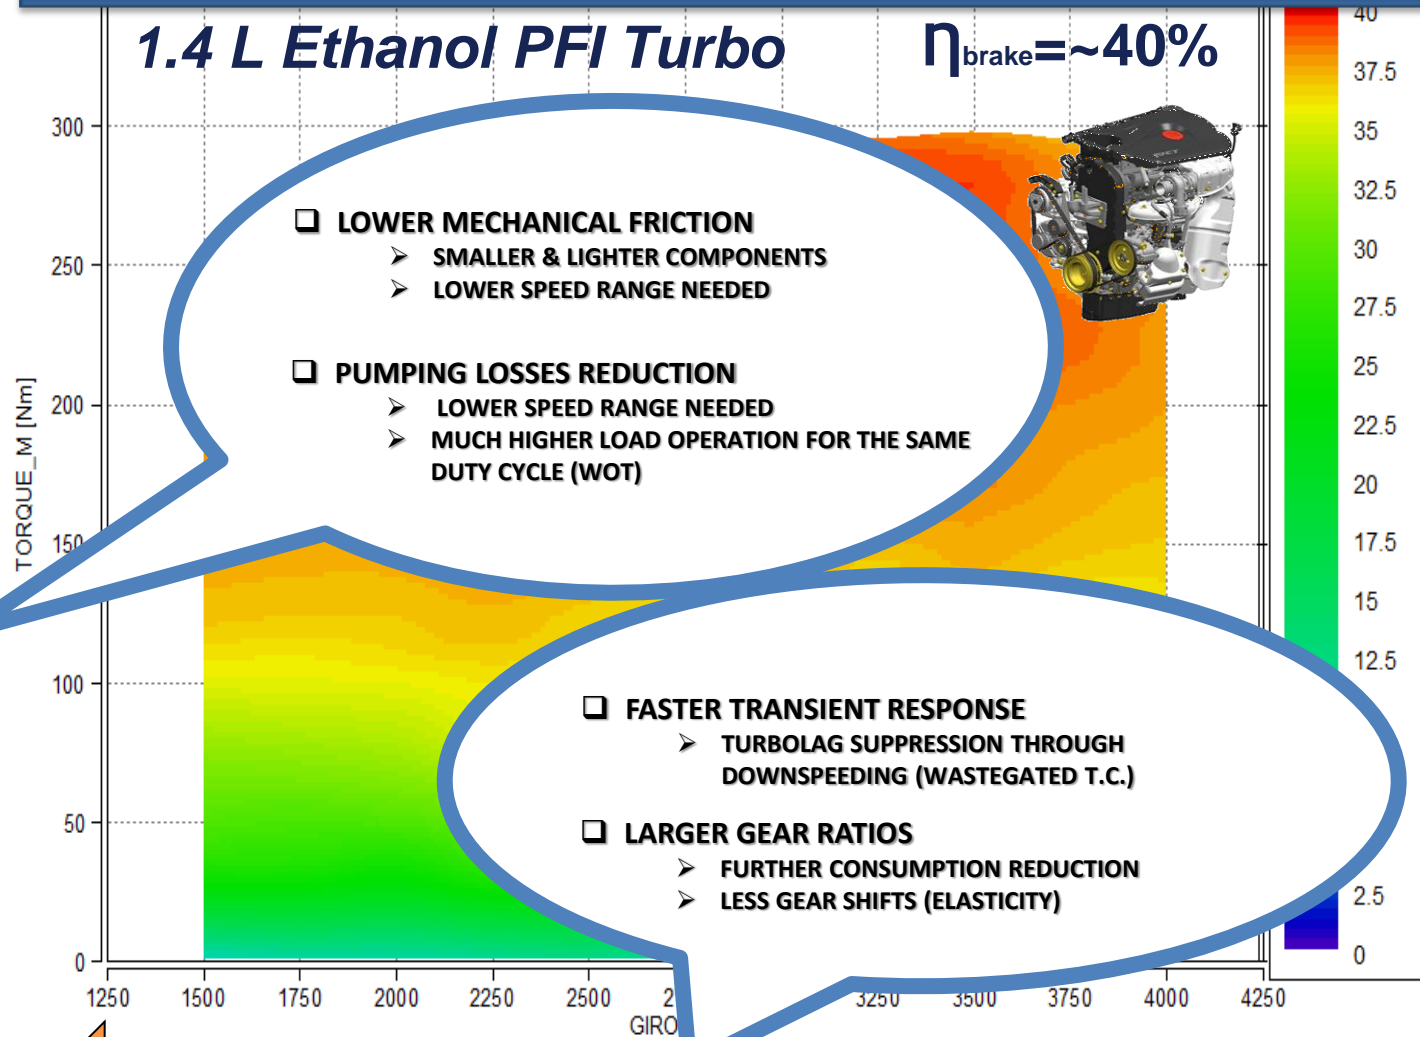 1.4 L Ethanol PFI Turbo
ηbrake=~40%
LOWER MECHANICAL FRICTION
SMALLER & LIGHTER COMPONENTS
LOWER SPEED RANGE NEEDED
PUMPING LOSSES REDUCTION
LOWER SPEED RANGE NEEDED
MUCH HIGHER LOAD OPERATION FOR THE SAME
DUTY CYCLE (WOT)
FASTER TRANSIENT RESPONSE
TURBOLAG SUPPRESSION THROUGH
DOWNSPEEDING (WASTEGATED T.C.)
LARGER GEAR RATIOS
FURTHER CONSUMPTION REDUCTION
LESS GEAR SHIFTS (ELASTICITY)
TORQUE_M [Nm]
300
250
200
150
100
50
0
1250 1500 1750 2000 2250 2500 3250 3500 3750 4000 4250
GIRO
40
37.5
35
32.5
30
27.5
25
22.5
20
17.5
15
12.5
2.5
0